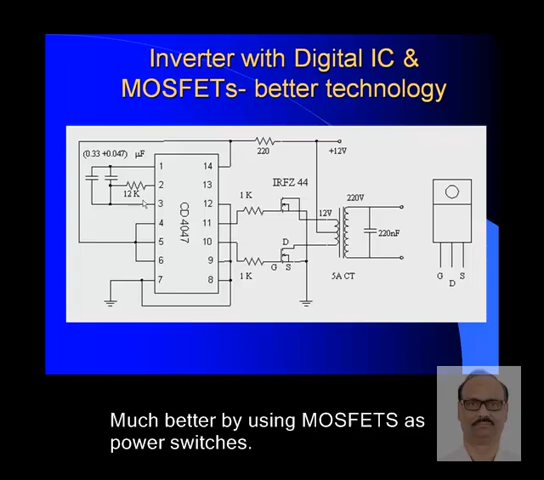 Inverter with Digital IC &
MOSFETs- better technology
(0.33 +0.047) µF
220
+12V
1 14
2 13
12 K
3 12
4 11
5 10
6 9
7 8
CD4047
1 K
1 K
IRFZ 44
D
G S
12V
220V
220nF
5A CT
G S
D
Much better by using MOSFETS as
power switches.